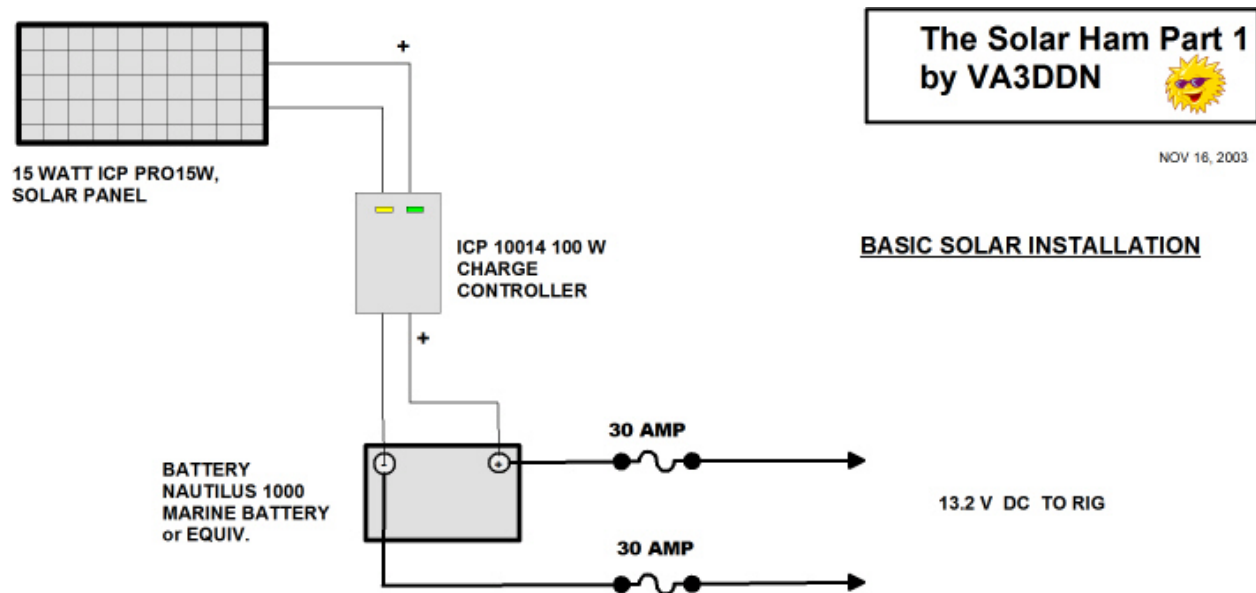 The Solar Ham Part 1
by VA3DDN
NOV 16, 2003
BASIC SOLAR INSTALLATION
+
15 WATT ICP PRO15W,
SOLAR PANEL
ICP 10014 100 W
CHARGE
CONTROLLER
+
30 AMP
- +
BATTERY
NAUTILUS 1000
MARINE BATTERY
or EQUIV.
13.2 V DC TO RIG
30 AMP